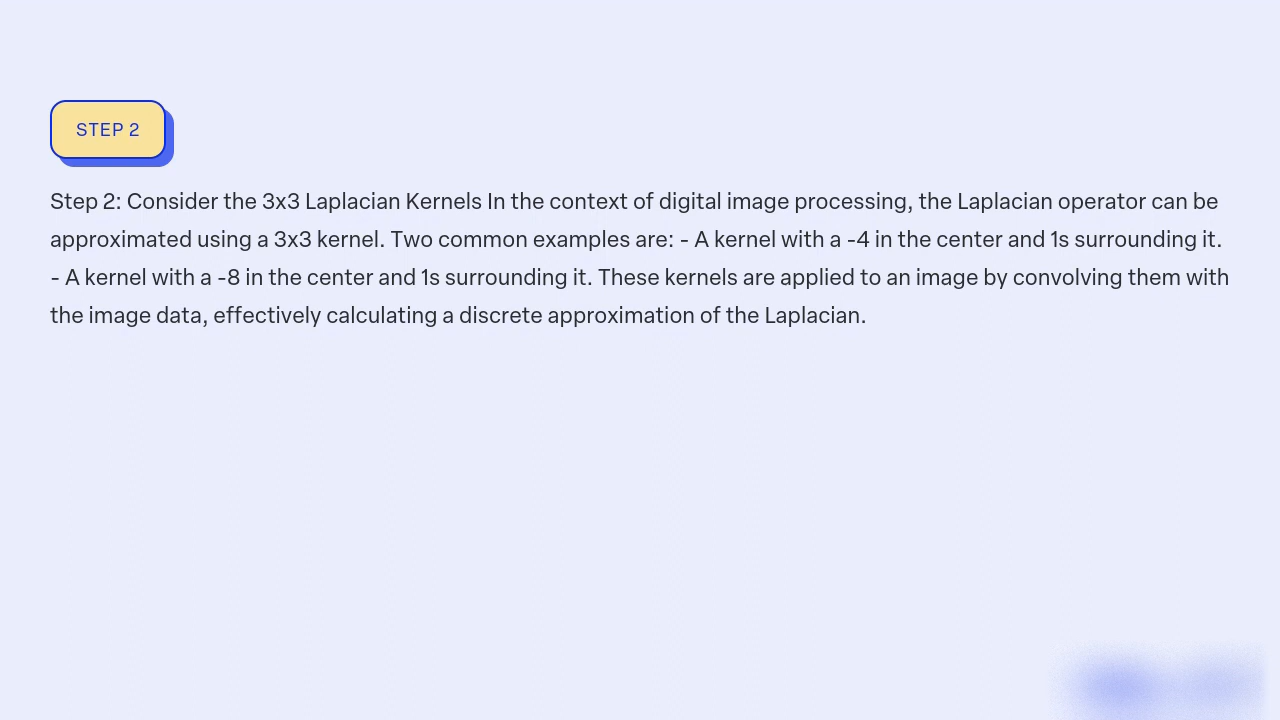 STEP 2
Step 2: Consider the 3x3 Laplacian Kernels In the context of digital image processing, the Laplacian operator can be
approximated using a 3x3 kernel. Two common examples are: - A kernel with a -4 in the center and 1s surrounding it.
- A kernel with a -8 in the center and 1s surrounding it. These kernels are applied to an image by convolving them with
the image data, effectively calculating a discrete approximation of the Laplacian.